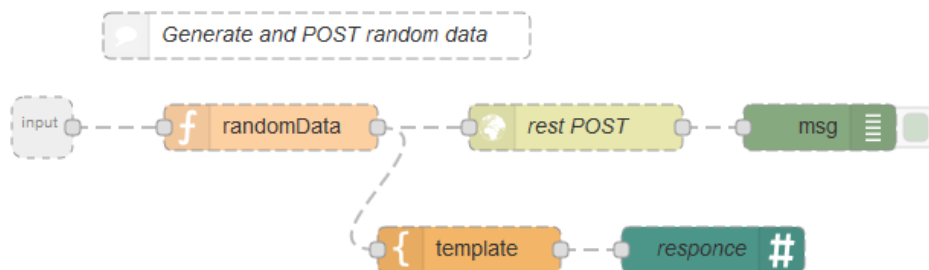 Generate and POST random data
input
randomData
rest POST
msg
template
responce